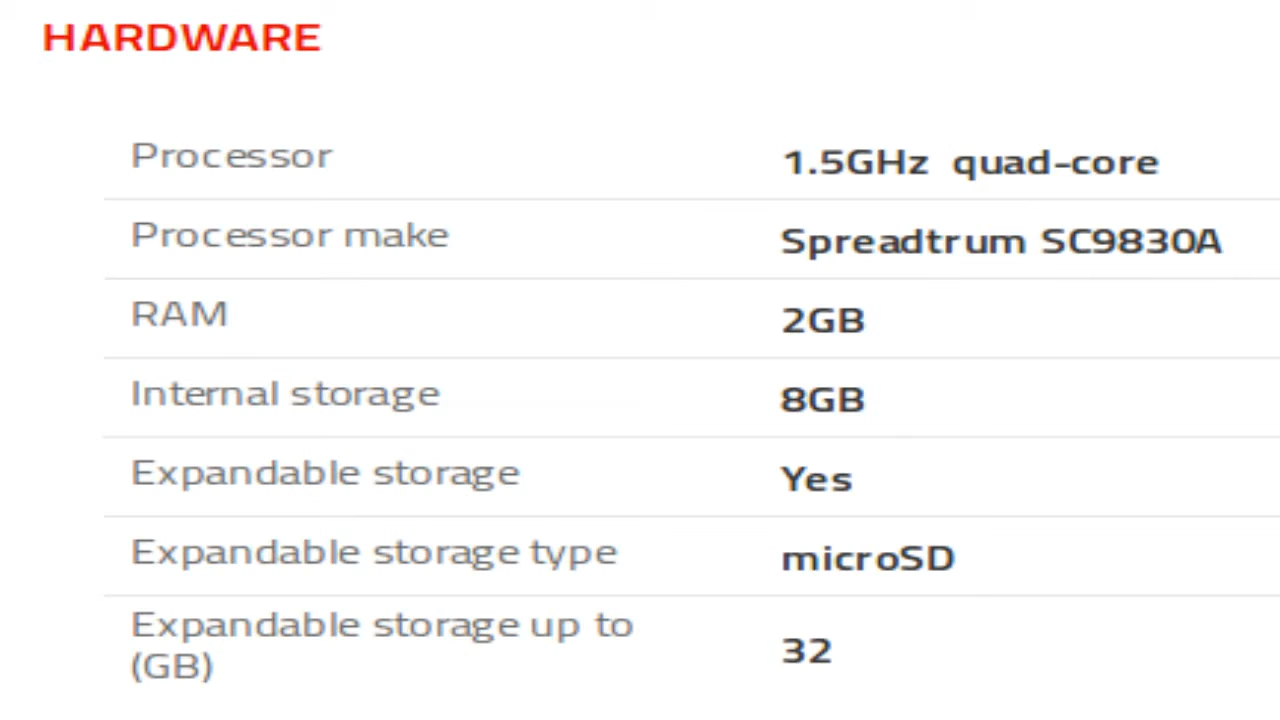 HARDWARE
Processor 1.5GHz quad-core
Processor make Spreadtrum SC9830A
RAM 2GB
Internal storage 8GB
Expandable storage Yes
Expandable storage type microSD
Expandable storage up to
(GB) 32